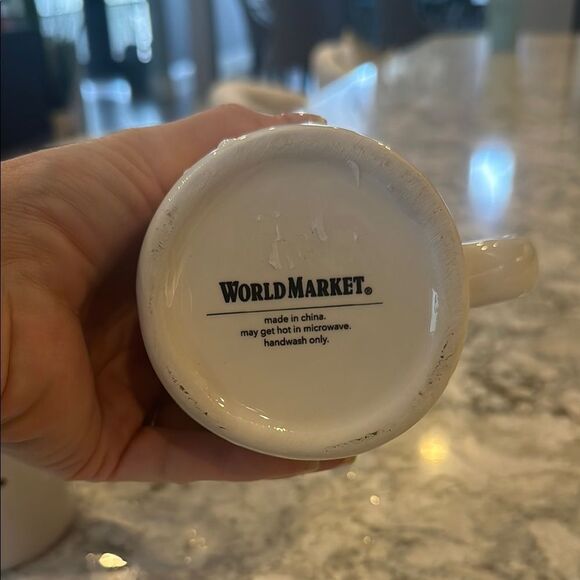 WORLD MARKET®
made in china.
may get hot in microwave.
handwash only.